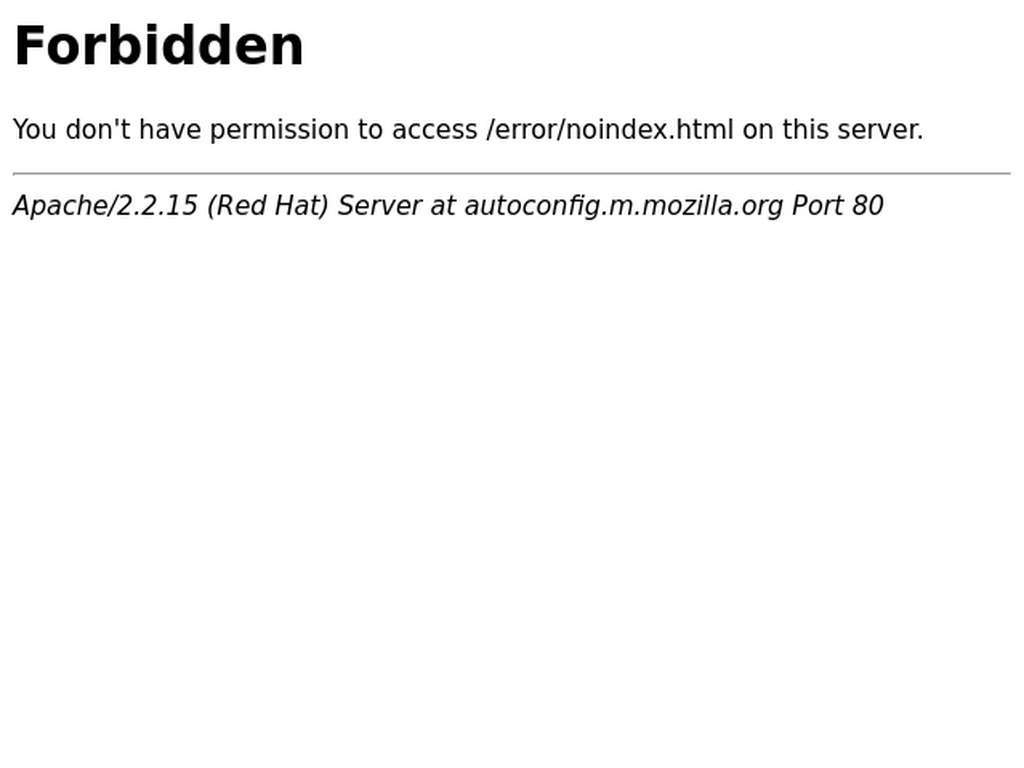 Forbidden
You don't have permission to access /error/noindex.html on this server.
Apache/2.2.15 (Red Hat) Server at autoconfig.m.mozilla.org Port 80